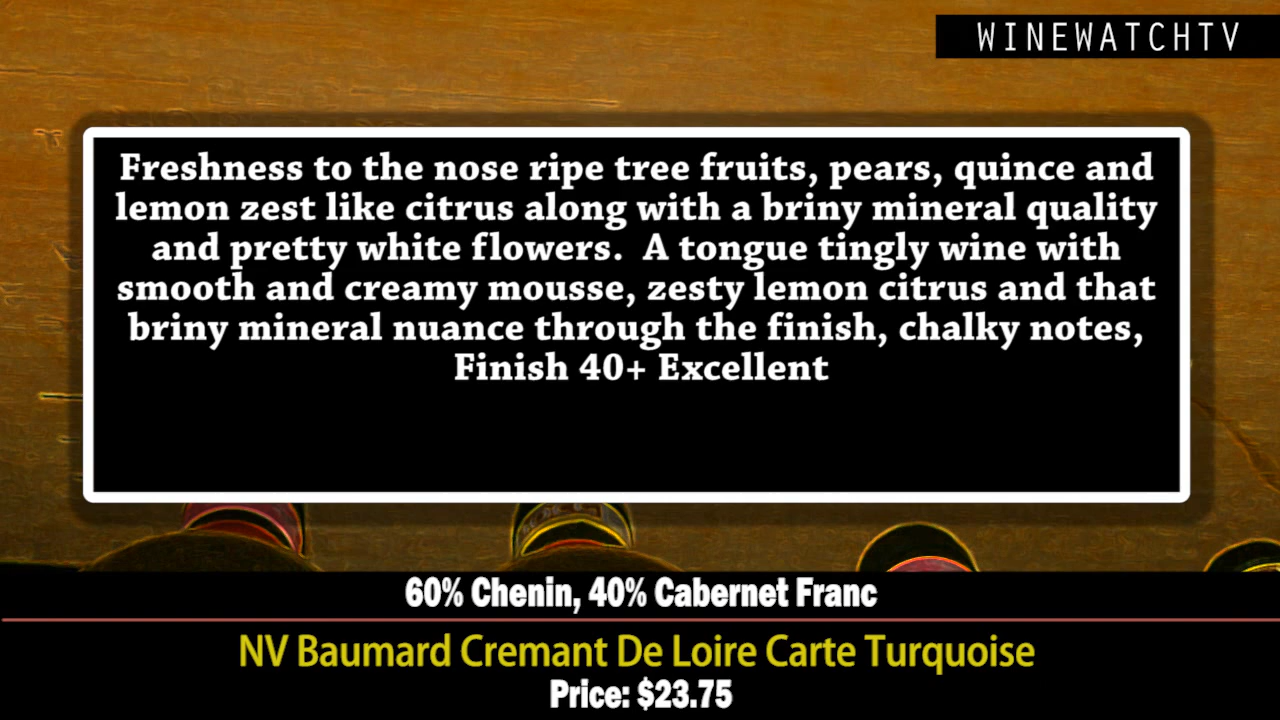 WINEWATCHTV
Freshness to the nose ripe tree fruits, pears, quince and
lemon zest like citrus along with a briny mineral quality
and pretty white flowers.  A tongue tingly wine with
smooth and creamy mousse, zesty lemon citrus and that
briny mineral nuance through the finish, chalky notes,
Finish 40+ Excellent
60% Chenin, 40% Cabernet Franc
NV Baumard Cremant De Loire Carte Turquoise
Price: $23.75